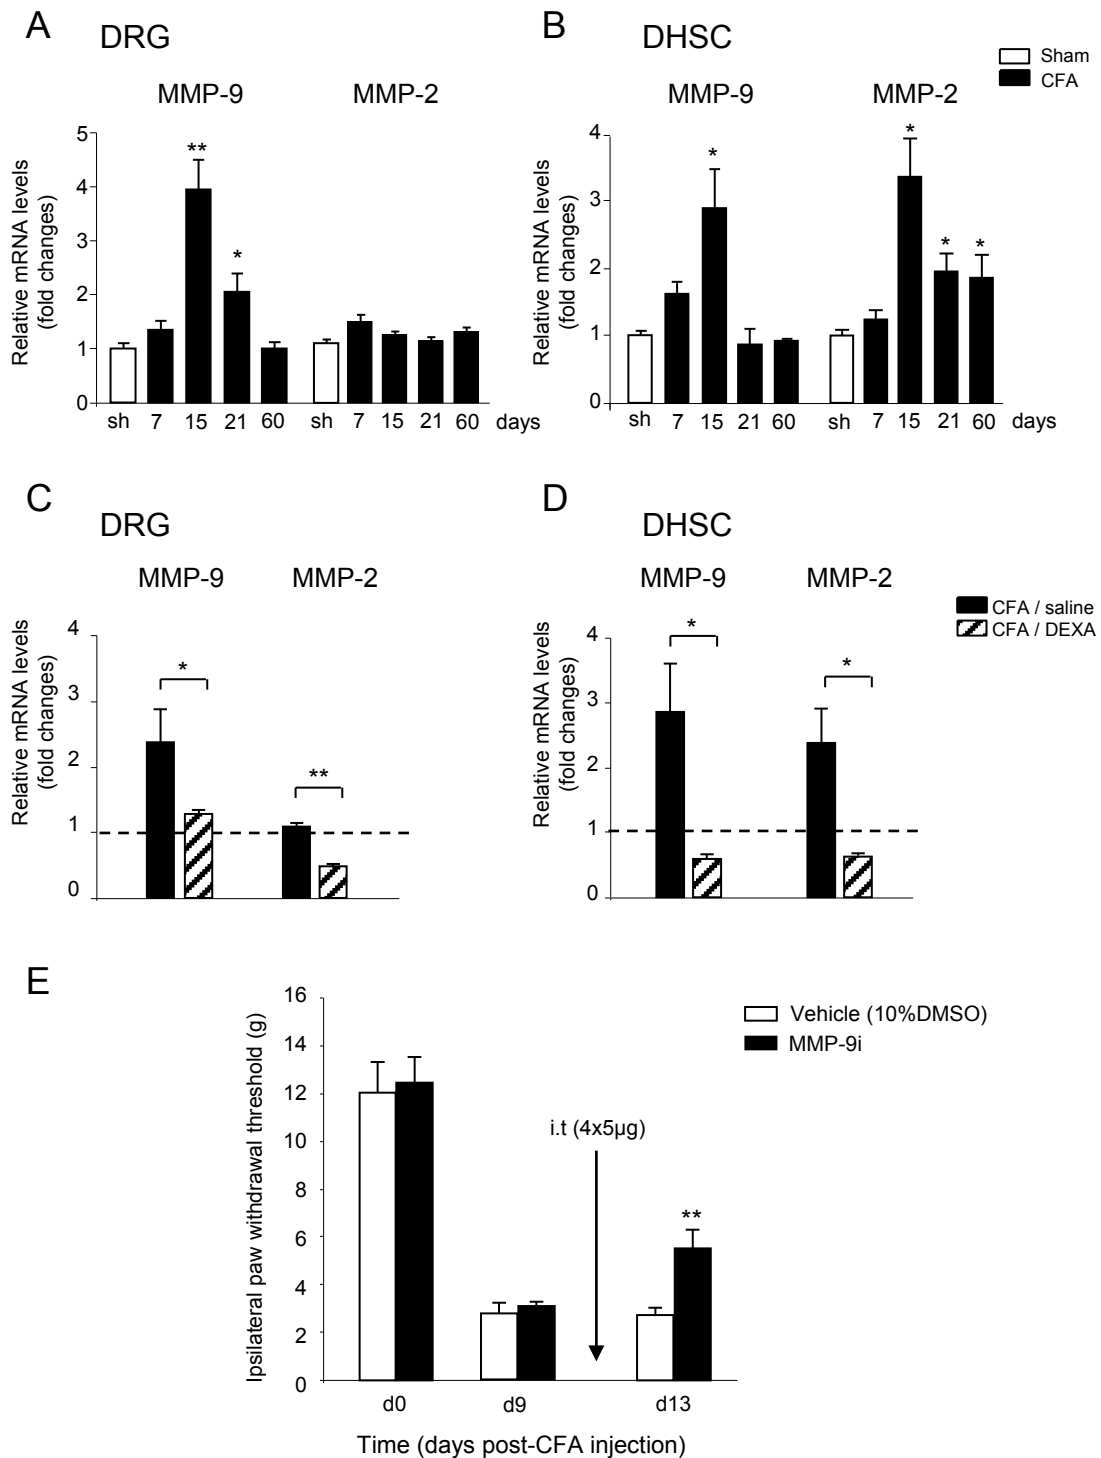 A
DRG
B
DHSC
Sham
CFA
MMP-9
MMP-2
MMP-9
MMP-2
Relative mRNA levels
(fold changes)
5
4
3
2
1
0
**
*
sh 7 15 21 60 sh 7 15 21 60 days
Relative mRNA levels
(fold changes)
4
3
2
1
0
*
*
*
*
sh 7 15 21 60 sh 7 15 21 60 days
C
DRG
D
DHSC
MMP-9
MMP-2
MMP-9
MMP-2
CFA / saline
CFA / DEXA
Relative mRNA levels
(fold changes)
4
3
2
1
0
*
**
Relative mRNA levels
(fold changes)
4
3
2
1
0
*
*
E
Ipsilateral paw withdrawal threshold (g)
16
14
12
10
8
6
4
2
0
Vehicle (10%DMSO)
MMP-9i
i.t (4x5µg)
**
d0 d9 d13
Time (days post-CFA injection)